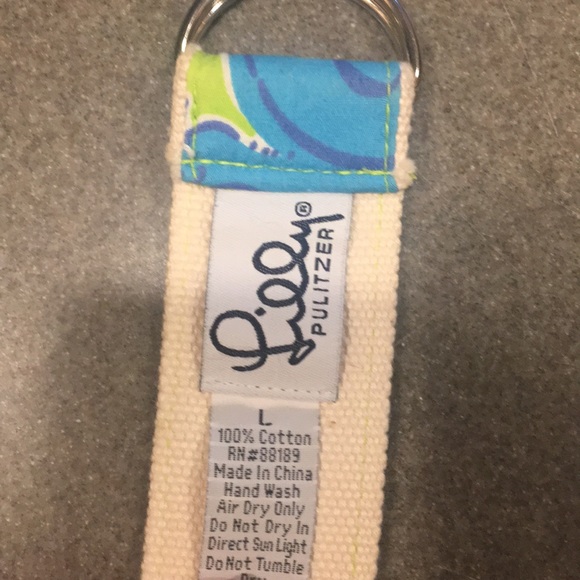 Lilly®
PULITZER
L
100% Cotton
RN#88189
Made In China
Hand Wash
Air Dry Only
Do Not Dry In
Direct Sun Light
Do Not Tumble
Dry